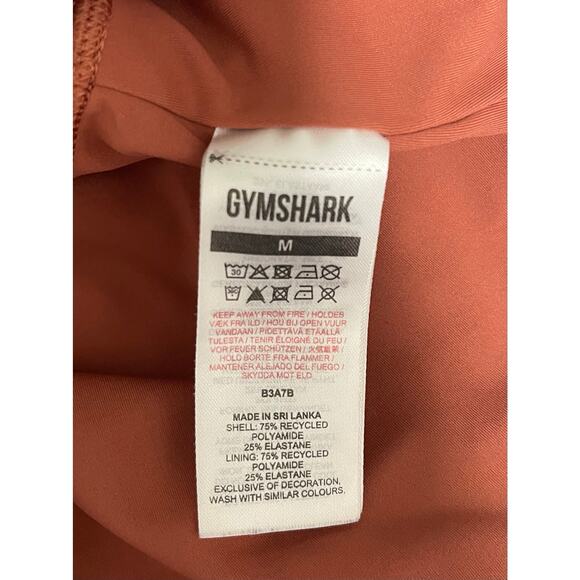 GYMSHARK
M
30
KEEP AWAY FROM FIRE / HOLDES
VÆK FRA ILD / HOU BIJ OPEN VUUR
VANDAAN / PIDETTÄVÄ ETÄÄLLÄ
TULESTA / TENIR ÉLOIGNÉ DU FEU /
VOR FEUER SCHÜTZEN / 火気厳禁 /
HOLD BORTE FRA FLAMMER /
MANTENER ALEJADO DEL FUEGO /
SKYDDA MOT ELD
B3A7B
MADE IN SRI LANKA
SHELL: 75% RECYCLED
POLYAMIDE
25% ELASTANE
LINING: 75% RECYCLED
POLYAMIDE
25% ELASTANE
EXCLUSIVE OF DECORATION.
WASH WITH SIMILAR COLOURS.